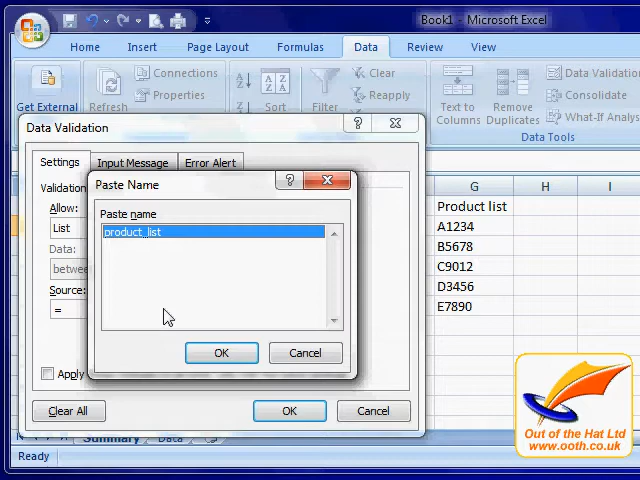 Book1 - Microsoft Excel
Home Insert Page Layout Formulas Data Review View
Get External
Refresh
Connections
Properties
Sort
Filter
Clear
Reapply
Text to Columns
Remove Duplicates
Data Validation
Consolidate
What-If Analys
Data Tools
Data Validation
Settings Input Message Error Alert
Validation
Allow:
List
Data:
betwee
Source:
=
Apply
Clear All OK Cancel
Paste Name
Paste name
product_list
OK Cancel
G H I
Product list
A1234
B5678
C9012
D3456
E7890
Summary Data
Ready
Out of the Hat Ltd
www.ooth.co.uk